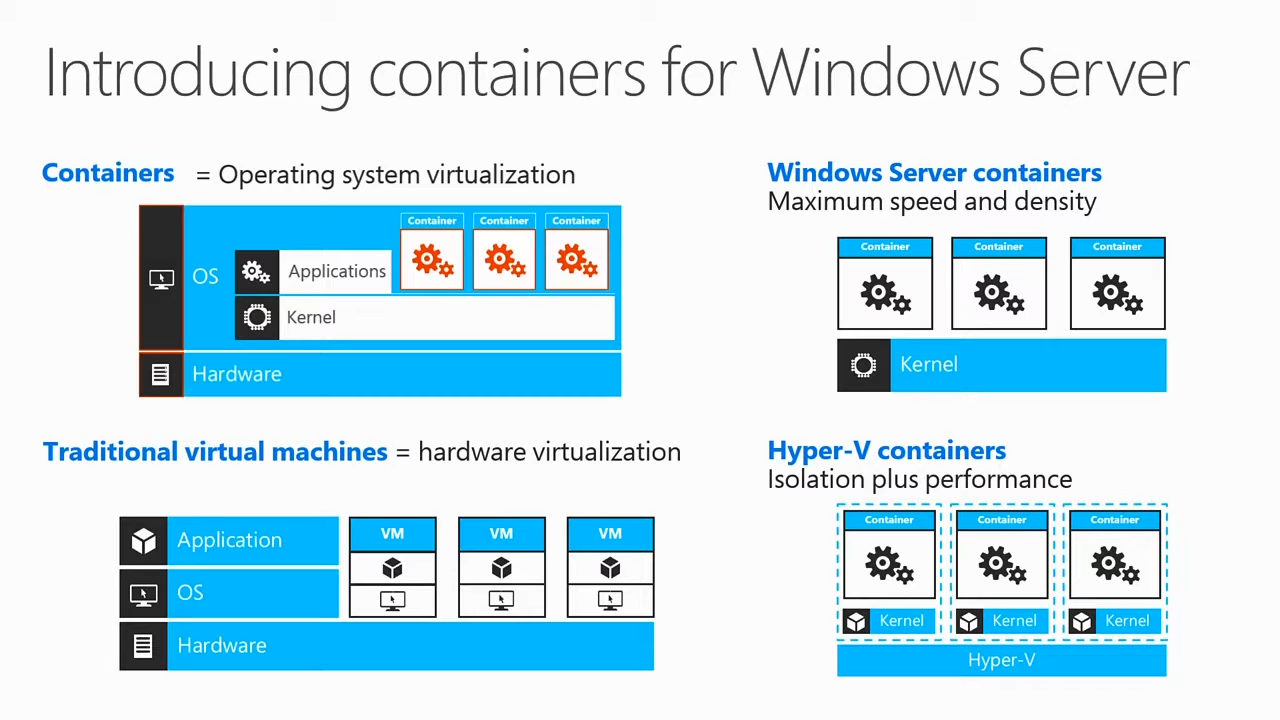 Introducing containers for Windows Server
Containers = Operating system virtualization
Container Container Container
OS
Applications
Kernel
Hardware
Traditional virtual machines = hardware virtualization
Application
VM VM VM
OS
Hardware
Windows Server containers
Maximum speed and density
Container Container Container
Kernel
Hyper-V containers
Isolation plus performance
Container Container Container
Kernel Kernel Kernel
Hyper-V